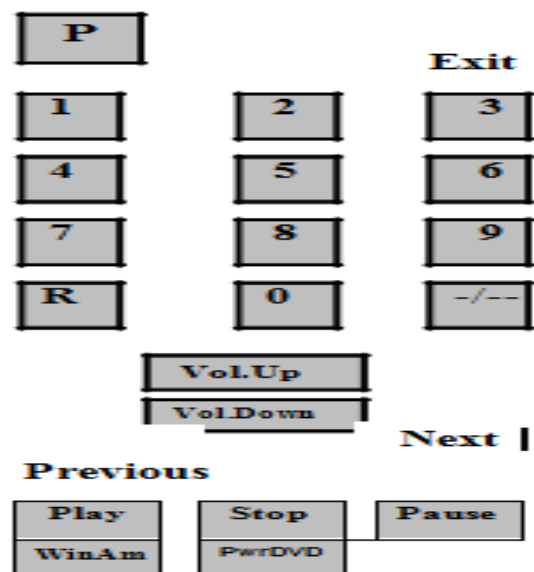 P
Exit
1 2 3
4 5 6
7 8 9
R 0 -/--
Vol.Up
Vol.Down
Next
Previous
Play Stop Pause
WinAm PwrDVD